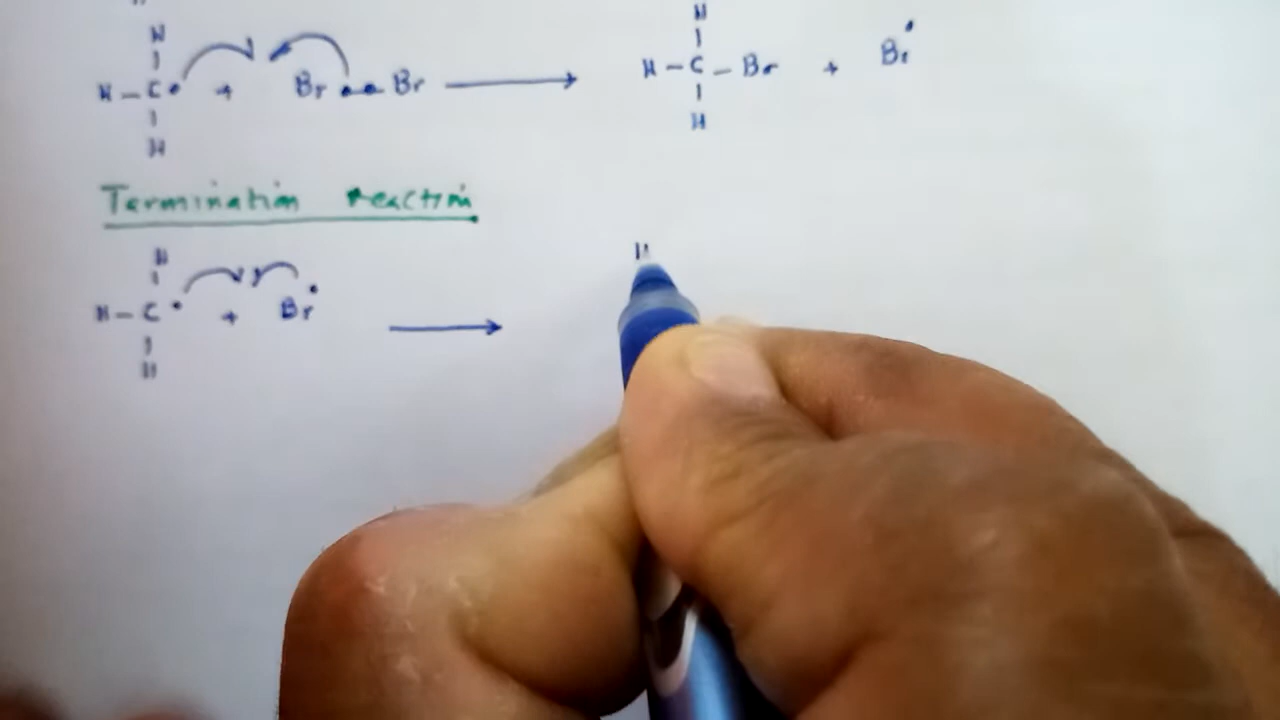 H H
H – C • + Br •• Br ⟶ H – C – Br + Br•
H H
Termination reaction
H H
H – C • + Br• ⟶
H